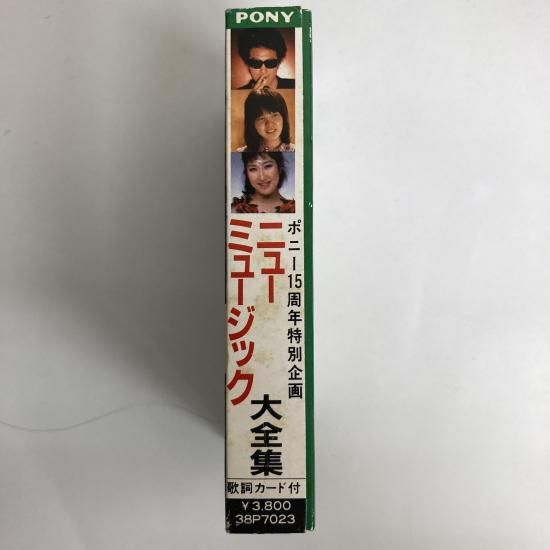 PONY
ポニー15周年特別企画
ニュー
ミュージック
大全集
歌詞カード付
¥3,800
38P7023